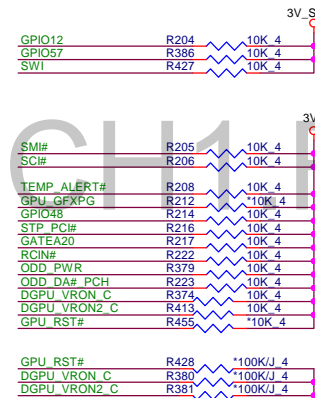 3V_S
GPIO12 R204 10K_4
GPIO57 R386 10K_4
SWI R427 10K_4
3V
CH1.
SMI# R205 10K_4
SCI# R206 10K_4
TEMP_ALERT# R208 10K_4
GPU_GFXPG R212 *10K_4
GPIO48 R214 10K_4
STP_PCI# R216 10K_4
GATEA20 R217 10K_4
RCIN# R222 10K_4
ODD_PWR R379 10K_4
ODD_DA#_PCH R223 10K_4
DGPU_VRON_C R374 10K_4
DGPU_VRON2_C R413 10K_4
GPU_RST# R455 *10K_4
GPU_RST# R428 *100K/J_4
DGPU_VRON_C R380 *100K/J_4
DGPU_VRON2_C R381 *100K/J_4